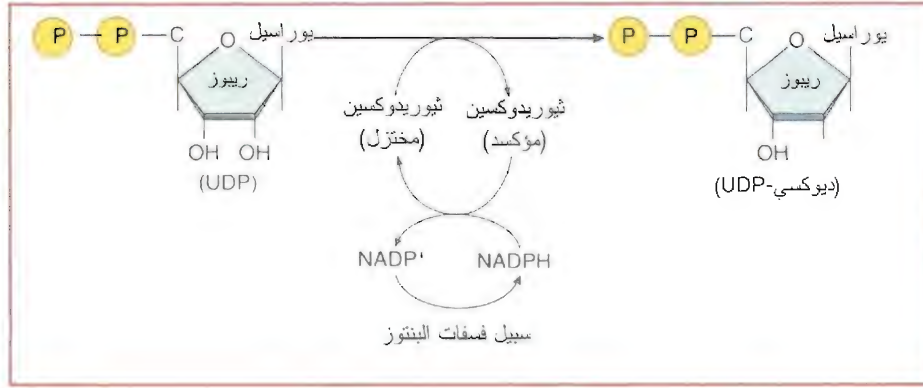 P P C O يوراسيل
ريبوز
OH OH
(UDP)
ثيوريدوكسين
(مختزل)
ثيوريدوكسين
(مؤكسد)
NADP⁺ NADPH
سبيل فسفات البنتوز
P P C O يوراسيل
ريبوز
OH
(ديوكسي-UDP)